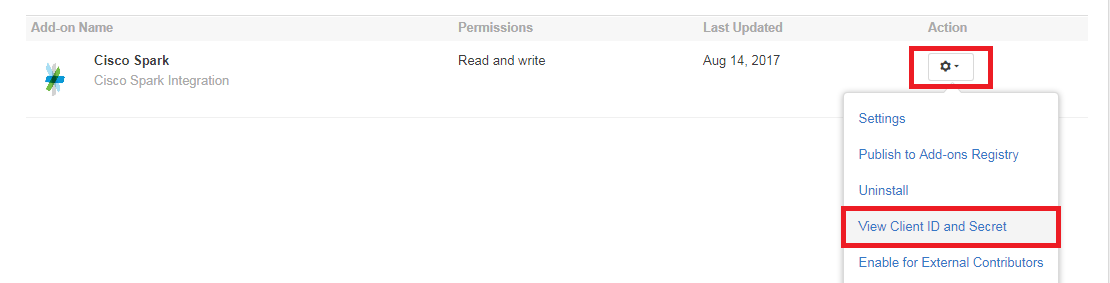 Add-on Name Permissions Last Updated Action
Cisco Spark Read and write Aug 14, 2017
Cisco Spark Integration
Settings
Publish to Add-ons Registry
Uninstall
View Client ID and Secret
Enable for External Contributors